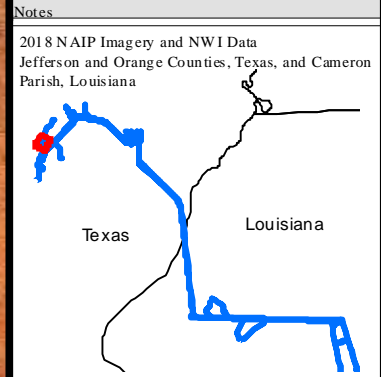 Notes
2018 NAIP Imagery and NWI Data
Jefferson and Orange Counties, Texas, and Cameron
Parish, Louisiana
Texas
Louisiana